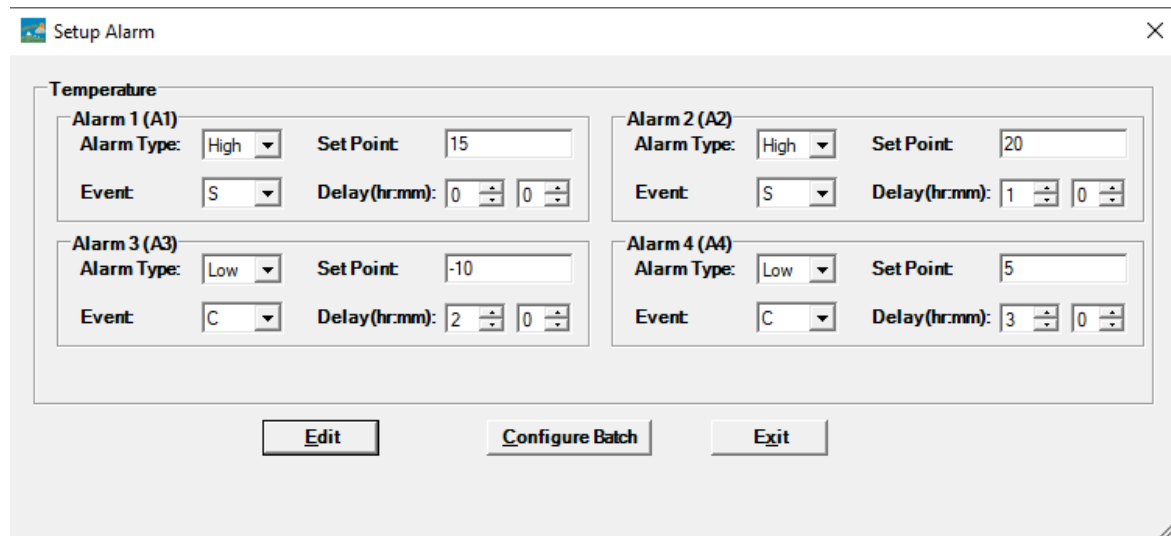 Setup Alarm
Temperature
Alarm 1 (A1)
Alarm Type: High Set Point: 15
Event: S Delay(hr:mm): 0 0
Alarm 2 (A2)
Alarm Type: High Set Point: 20
Event: S Delay(hr:mm): 1 0
Alarm 3 (A3)
Alarm Type: Low Set Point: -10
Event: C Delay(hr:mm): 2 0
Alarm 4 (A4)
Alarm Type: Low Set Point: 5
Event: C Delay(hr:mm): 3 0
Edit Configure Batch Exit